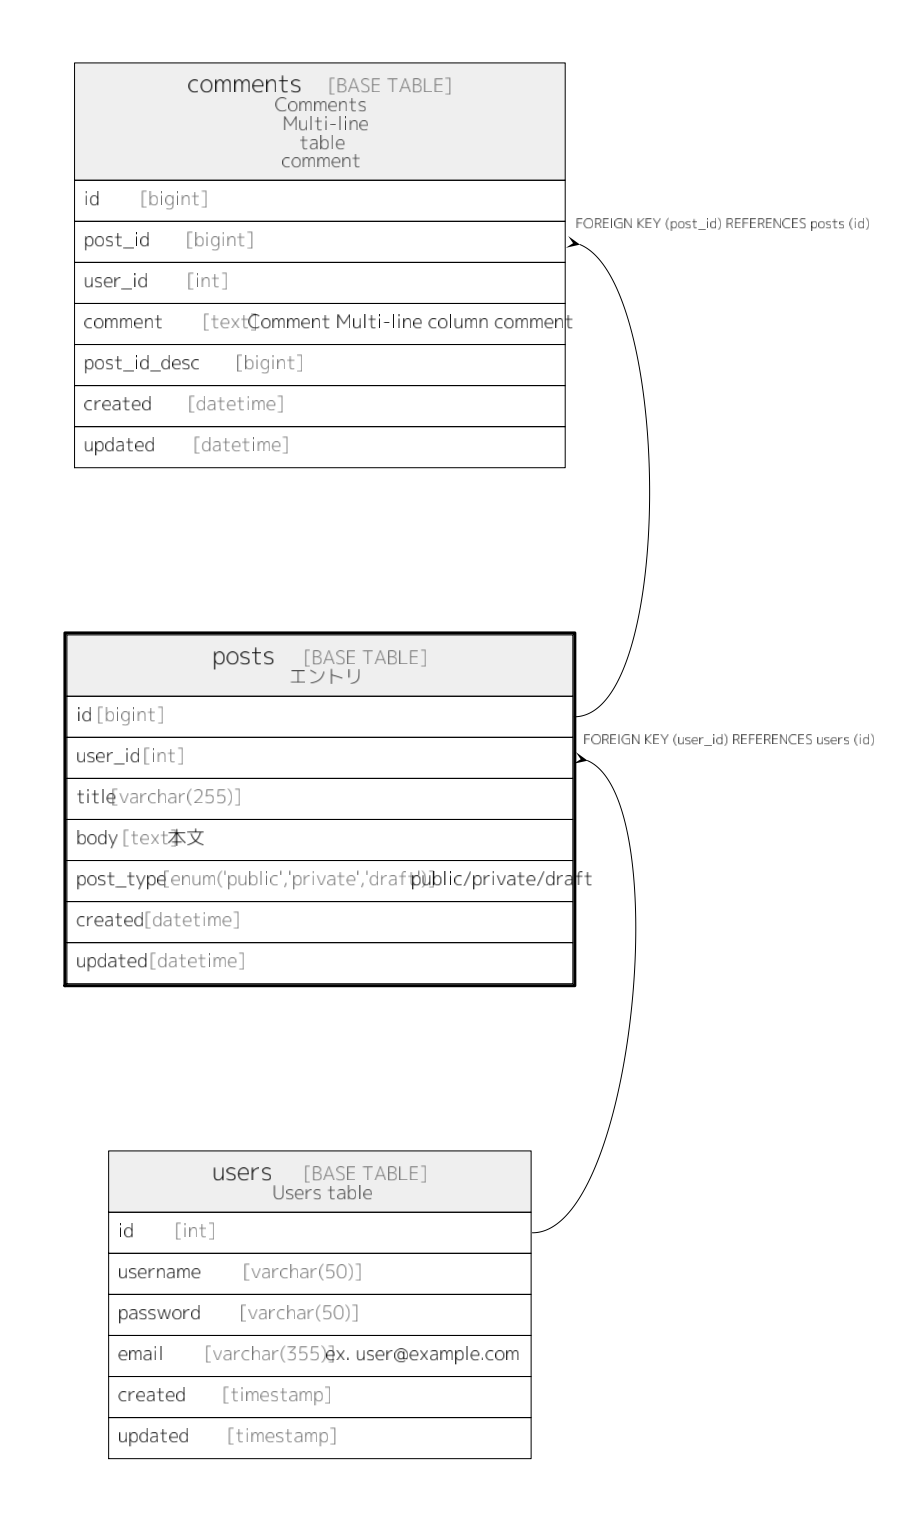 comments [BASE TABLE]
Comments
Multi-line
table
comment
id [bigint]
FOREIGN KEY (post_id) REFERENCES posts (id)
post_id [bigint]
user_id [int]
comment [text] Comment Multi-line column comment
post_id_desc [bigint]
created [datetime]
updated [datetime]
posts [BASE TABLE]
エントリ
id [bigint]
FOREIGN KEY (user_id) REFERENCES users (id)
user_id [int]
title [varchar(255)]
body [text] 本文
post_type [enum('public','private','draft')] public/private/draft
created [datetime]
updated [datetime]
users [BASE TABLE]
Users table
id [int]
username [varchar(50)]
password [varchar(50)]
email [varchar(355)] ex. user@example.com
created [timestamp]
updated [timestamp]